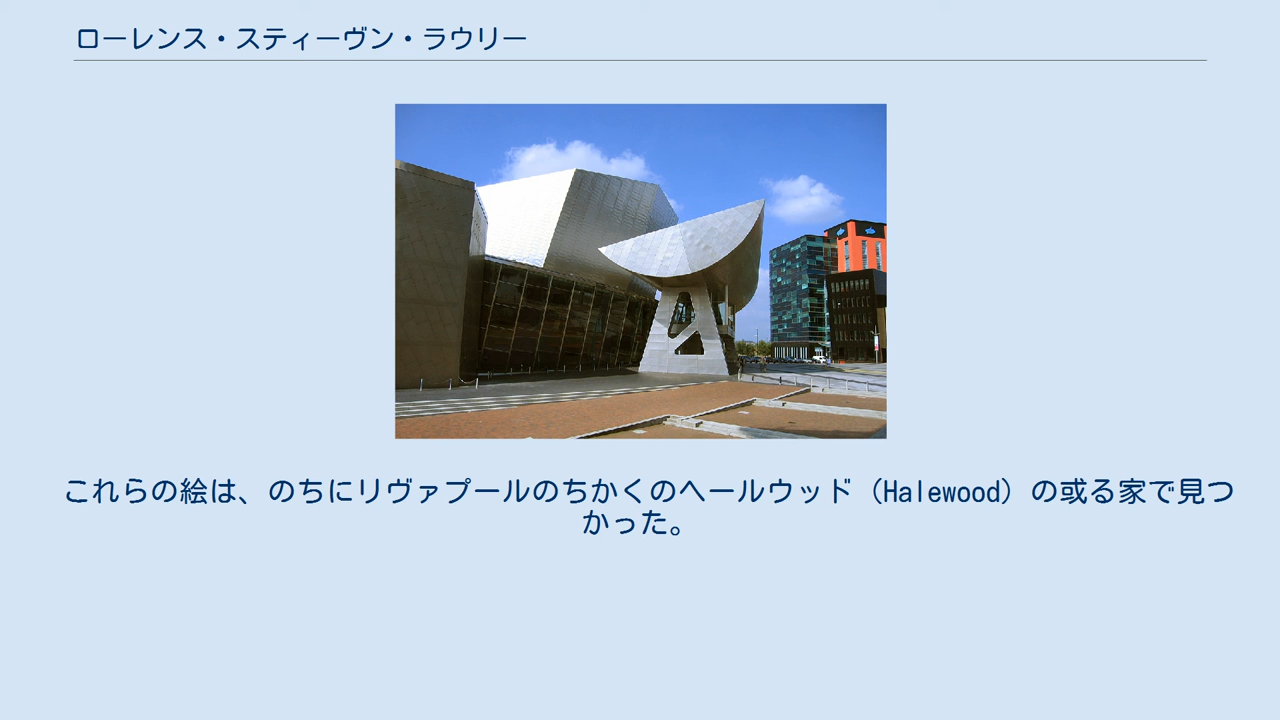 ローレンス・スティーヴン・ラウリー
これらの絵は、のちにリヴァプールのちかくのヘールウッド（Halewood）の或る家で見つ
かった。